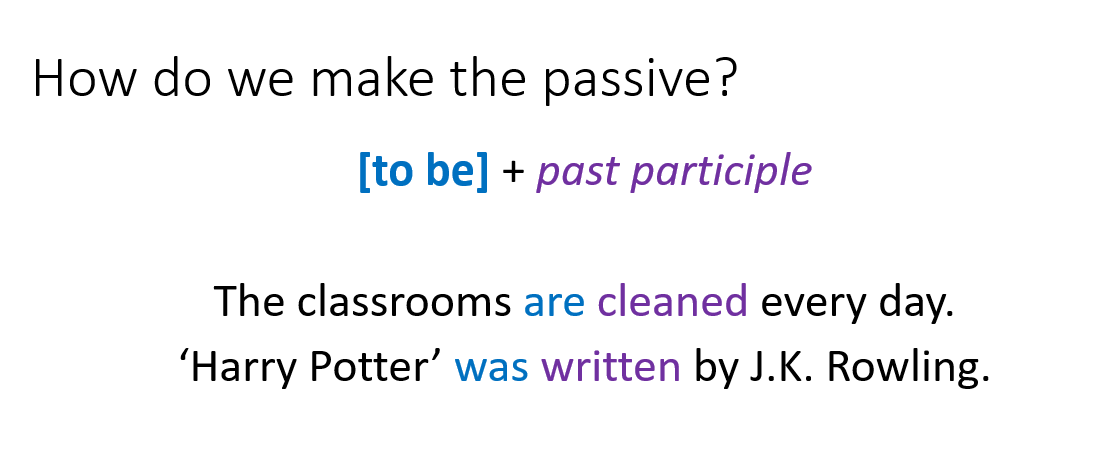 How do we make the passive?
[to be] + past participle
The classrooms are cleaned every day.
‘Harry Potter’ was written by J.K. Rowling.